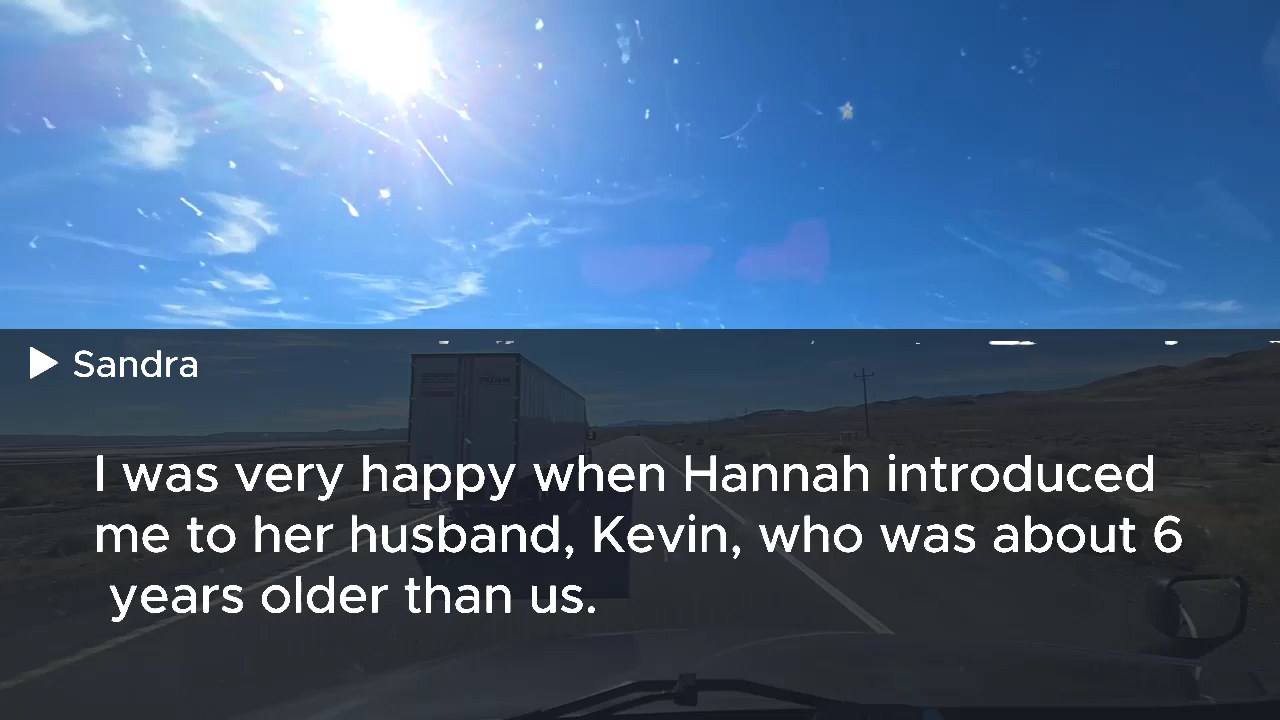 Sandra
I was very happy when Hannah introduced
me to her husband, Kevin, who was about 6
years older than us.